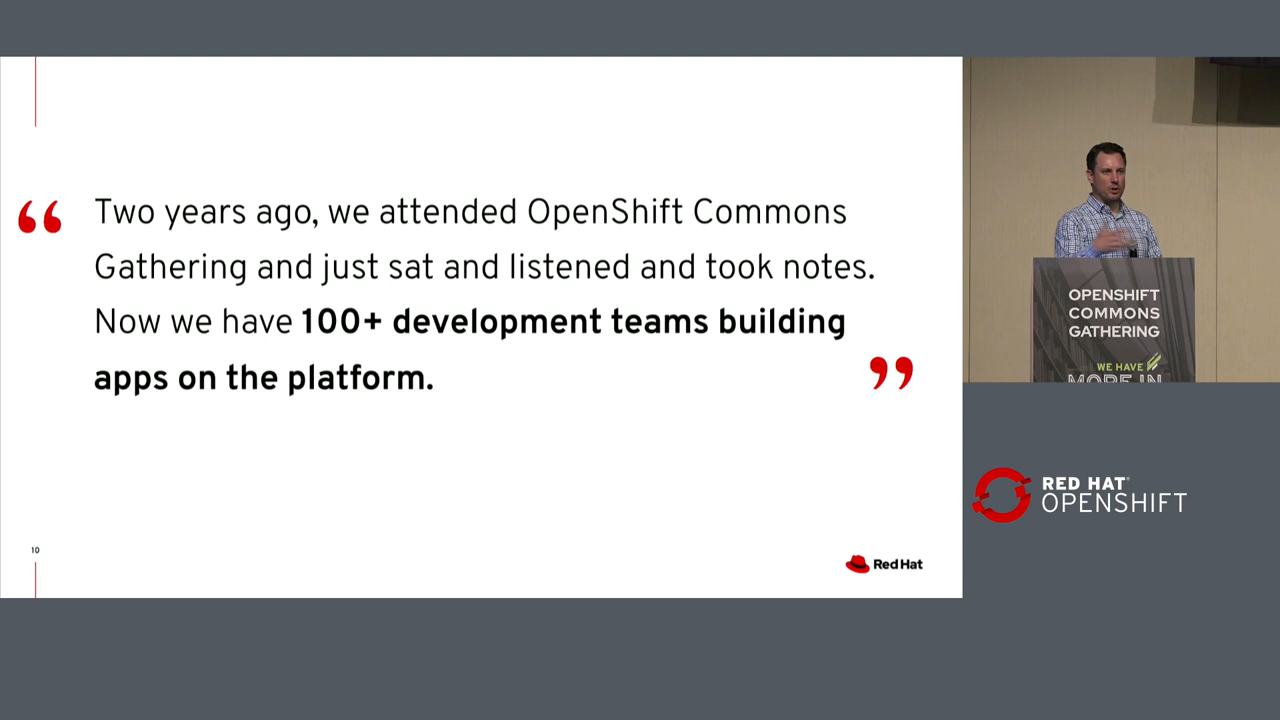 “ Two years ago, we attended OpenShift Commons
Gathering and just sat and listened and took notes.
Now we have 100+ development teams building
apps on the platform. ”
10
Red Hat
OPENSHIFT
COMMONS
GATHERING
WE HAVE
MORE IN
RED HAT®
OPENSHIFT